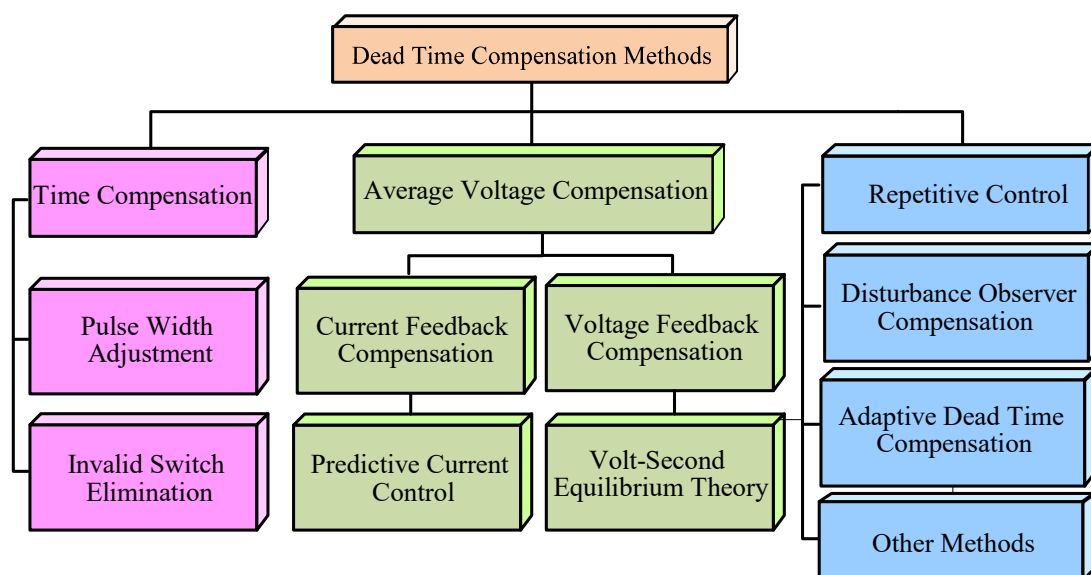 Dead Time Compensation Methods
Time Compensation
Pulse Width
Adjustment
Invalid Switch
Elimination
Average Voltage Compensation
Current Feedback
Compensation
Predictive Current
Control
Voltage Feedback
Compensation
Volt-Second
Equilibrium Theory
Repetitive Control
Disturbance Observer
Compensation
Adaptive Dead Time
Compensation
Other Methods